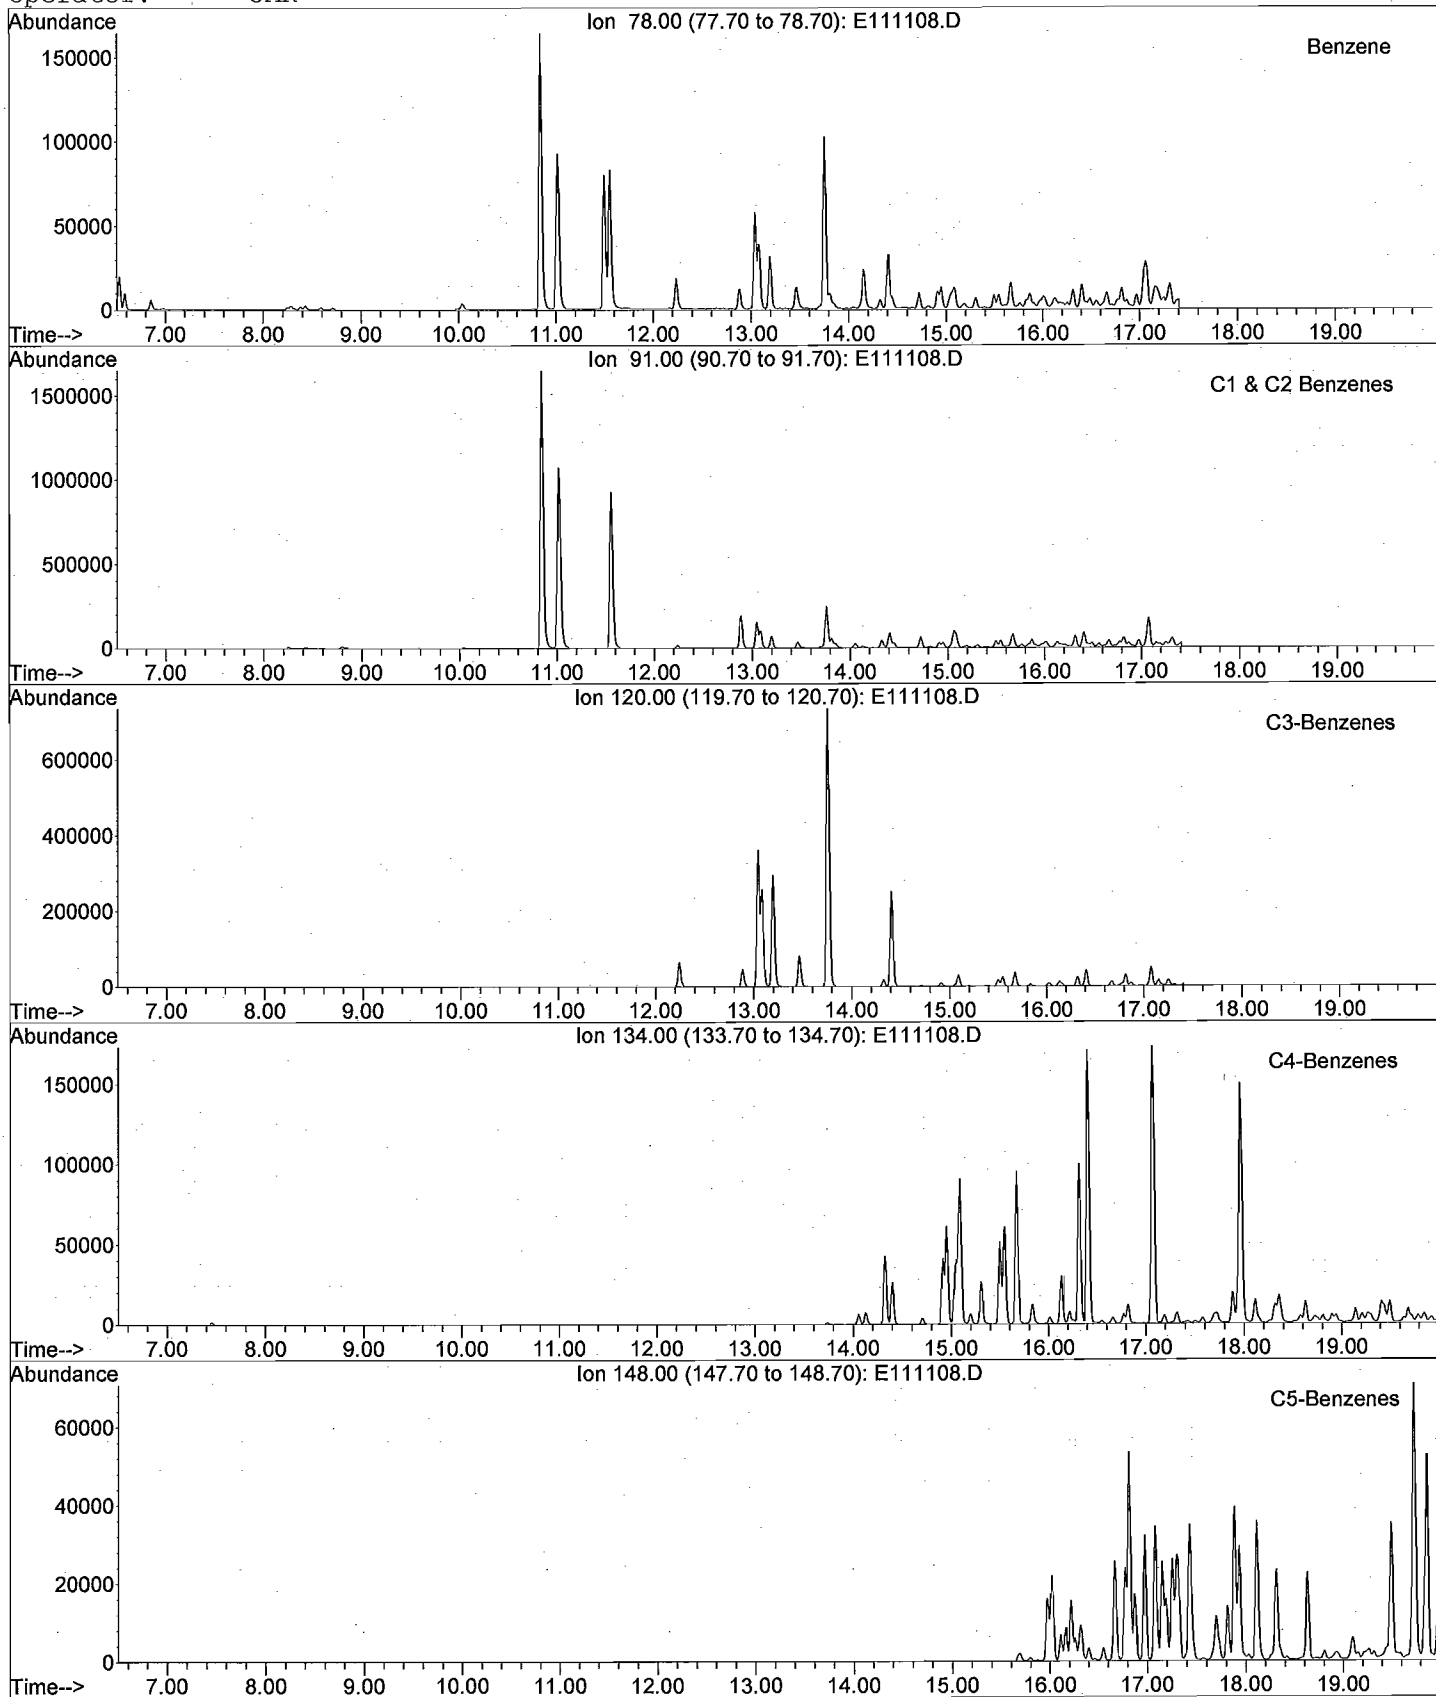 Abundance Ion 78.00 (77.70 to 78.70): E111108.D
Benzene
150000
100000
50000
0
Time--> 7.00 8.00 9.00 10.00 11.00 12.00 13.00 14.00 15.00 16.00 17.00 18.00 19.00
Abundance Ion 91.00 (90.70 to 91.70): E111108.D
C1 & C2 Benzenes
1500000
1000000
500000
0
Time--> 7.00 8.00 9.00 10.00 11.00 12.00 13.00 14.00 15.00 16.00 17.00 18.00 19.00
Abundance Ion 120.00 (119.70 to 120.70): E111108.D
C3-Benzenes
600000
400000
200000
0
Time--> 7.00 8.00 9.00 10.00 11.00 12.00 13.00 14.00 15.00 16.00 17.00 18.00 19.00
Abundance Ion 134.00 (133.70 to 134.70): E111108.D
C4-Benzenes
150000
100000
50000
0
Time--> 7.00 8.00 9.00 10.00 11.00 12.00 13.00 14.00 15.00 16.00 17.00 18.00 19.00
Abundance Ion 148.00 (147.70 to 148.70): E111108.D
C5-Benzenes
60000
40000
20000
0
Time--> 7.00 8.00 9.00 10.00 11.00 12.00 13.00 14.00 15.00 16.00 17.00 18.00 19.00